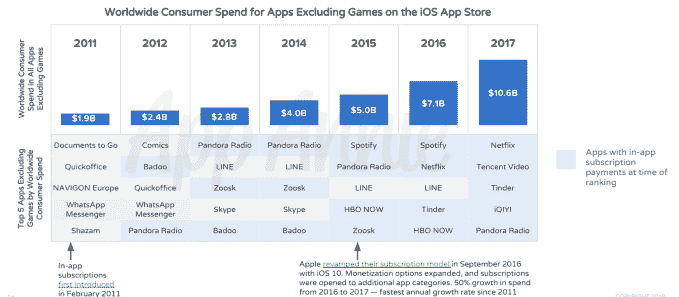 Worldwide Consumer Spend for Apps Excluding Games on the iOS App Store
Worldwide Consumer
Spend in All Apps
Excluding Games
2011 2012 2013 2014 2015 2016 2017
$1.9B $2.4B $2.8B $4.0B $5.0B $7.1B $10.6B
App Annie
Top 5 Apps Excluding
Games by Worldwide
Consumer Spend
Documents to Go Comics Pandora Radio Pandora Radio Spotify Spotify Netflix
Quickoffice Badoo LINE LINE Pandora Radio Netflix Tencent Video
NAVIGON Europe Quickoffice Zoosk Zoosk LINE LINE Tinder
WhatsApp Messenger WhatsApp Messenger Skype Skype HBO NOW Tinder iQIYI
Shazam Pandora Radio Badoo Badoo Zoosk HBO NOW Pandora Radio
Apps with in-app
subscription
payments at time of
ranking
In-app
subscriptions
first introduced
in February 2011
Apple revamped their subscription model in September 2016
with iOS 10. Monetization options expanded, and subscriptions
were opened to additional app categories. 50% growth in spend
from 2016 to 2017 — fastest annual growth rate since 2011
COPYRIGHT 2018